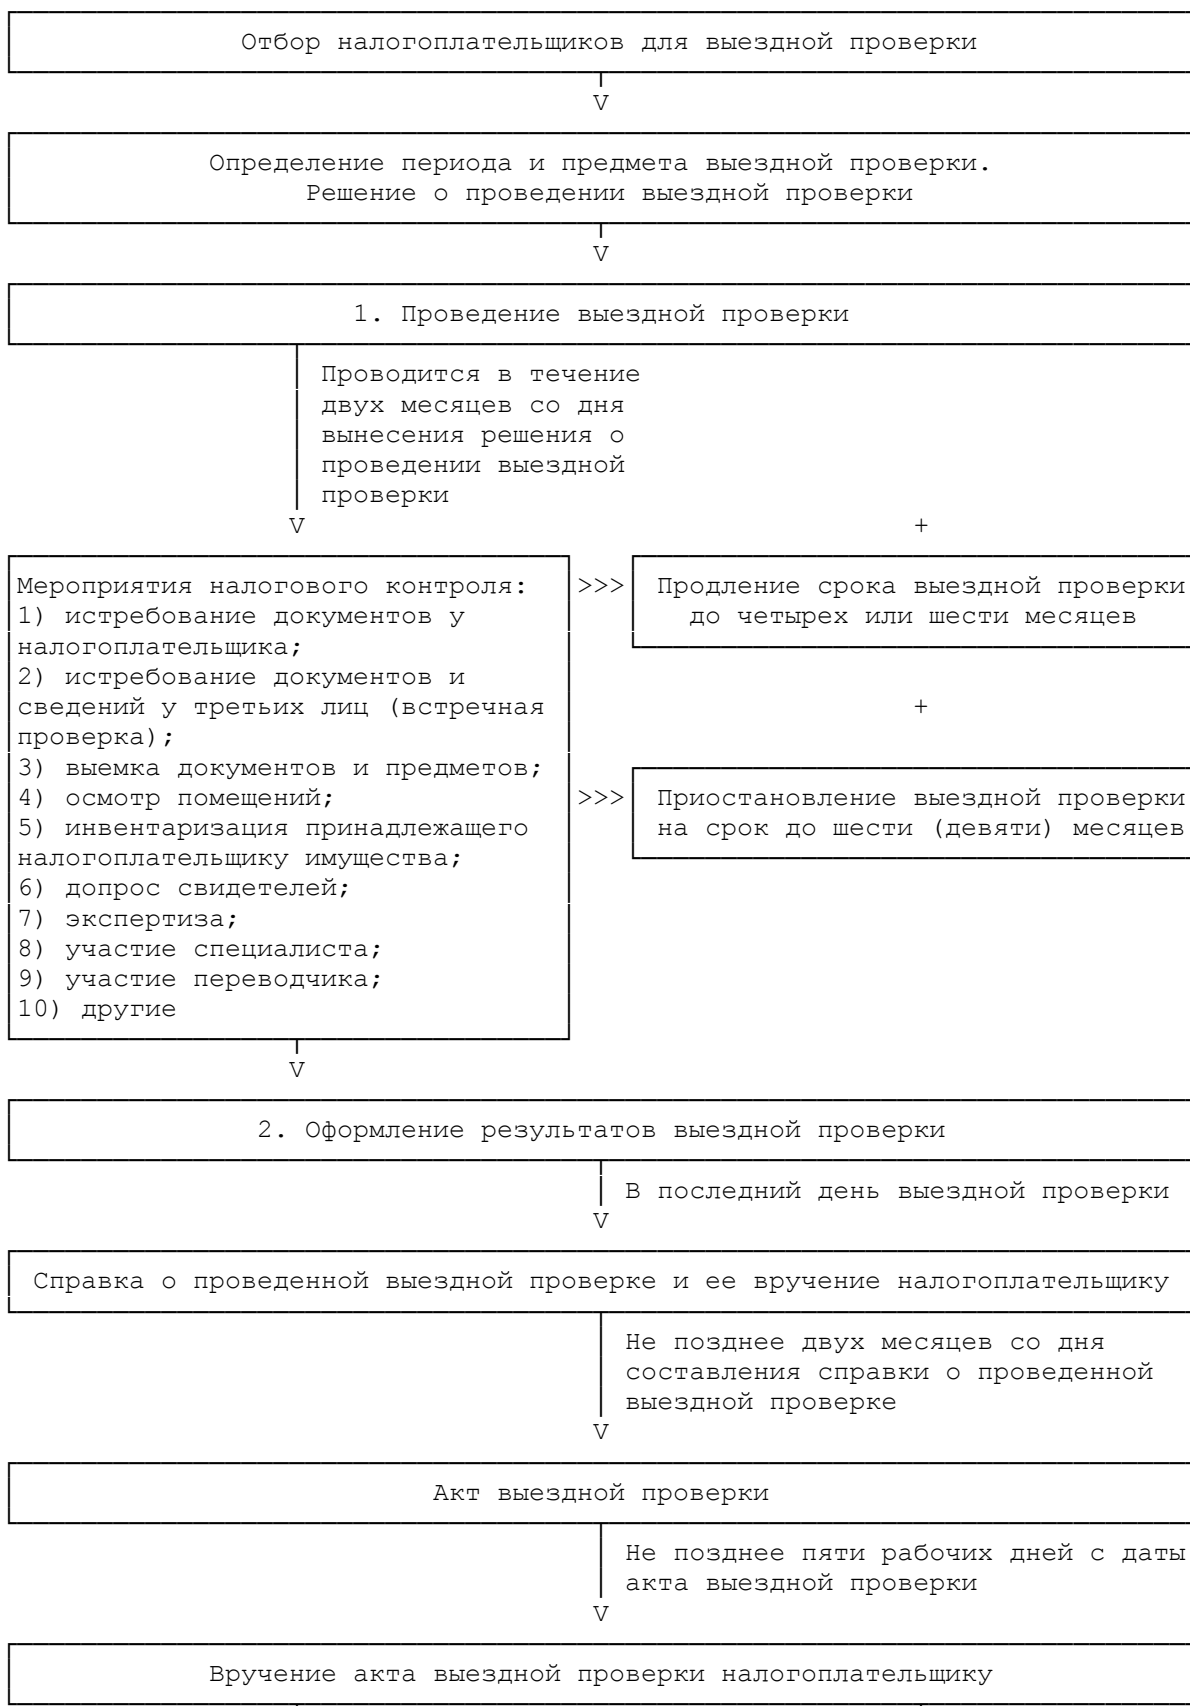 Отбор налогоплательщиков для выездной проверки
V
Определение периода и предмета выездной проверки.
Решение о проведении выездной проверки
V
1. Проведение выездной проверки
Проводится в течение
двух месяцев со дня
вынесения решения о
проведении выездной
проверки
V
+
Мероприятия налогового контроля:
1) истребование документов у
налогоплательщика;
2) истребование документов и
сведений у третьих лиц (встречная
проверка);
3) выемка документов и предметов;
4) осмотр помещений;
5) инвентаризация принадлежащего
налогоплательщику имущества;
6) допрос свидетелей;
7) экспертиза;
8) участие специалиста;
9) участие переводчика;
10) другие
>>>
Продление срока выездной проверки
до четырех или шести месяцев
+
>>>
Приостановление выездной проверки
на срок до шести (девяти) месяцев
V
2. Оформление результатов выездной проверки
В последний день выездной проверки
V
Справка о проведенной выездной проверке и ее вручение налогоплательщику
Не позднее двух месяцев со дня
составления справки о проведенной
выездной проверке
V
Акт выездной проверки
Не позднее пяти рабочих дней с даты
акта выездной проверки
V
Вручение акта выездной проверки налогоплательщику